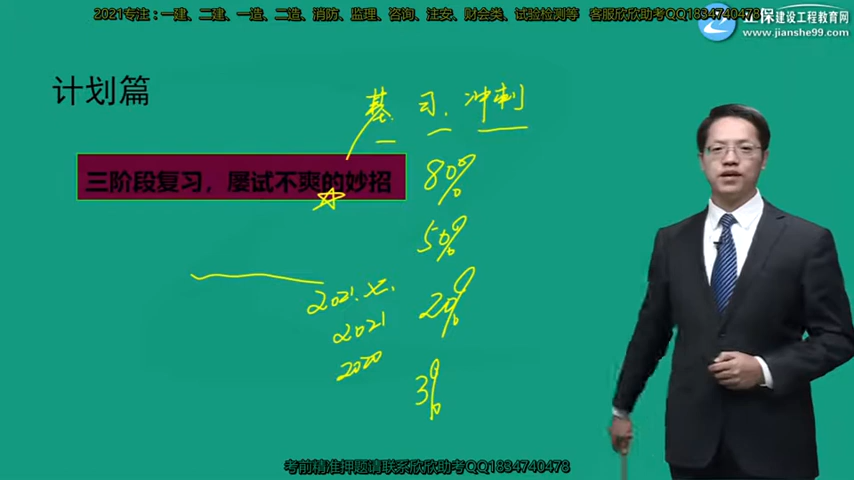 2021专注：一建、二建、一造、二造、消防、监理、咨询、注安、财会类、试验检测等 客服欣欣助考QQ1834740478
建设工程教育网
www.jianshe99.com
计划篇
基 习. 冲刺
三阶段复习，屡试不爽的妙招
80%
50%
2021.
20%
2021
2020
3%
考前精准押题请联系欣欣助考QQ1834740478